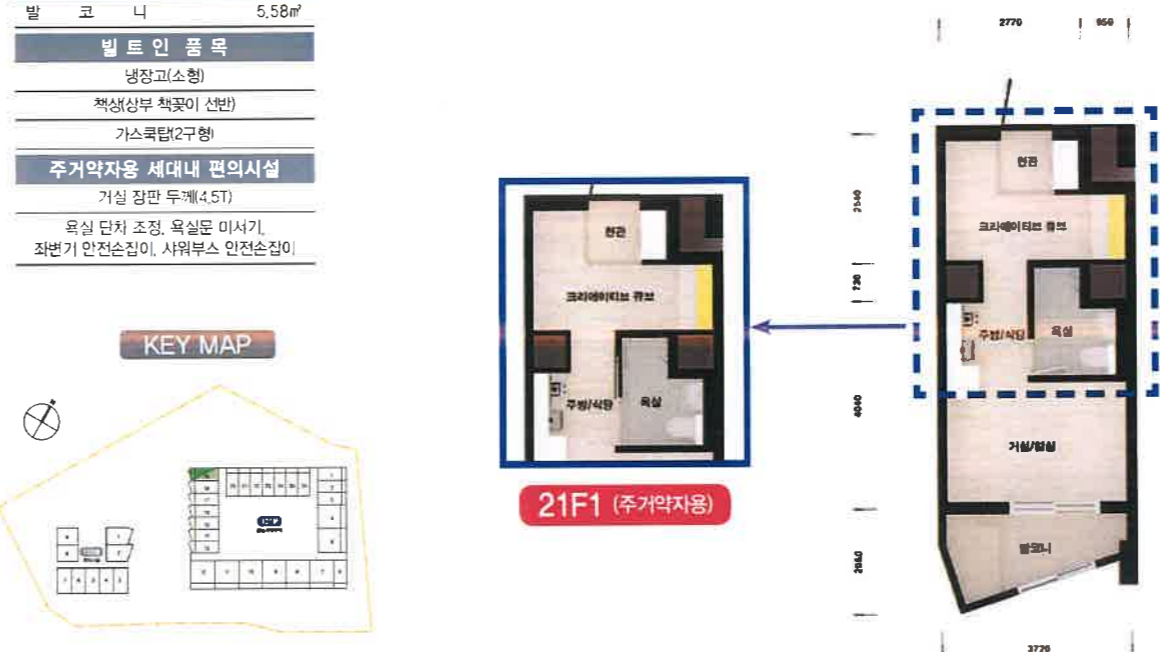 발 코 니 5.58㎡
빌트인 품목
냉장고(소형)
책상(상부 책꽂이 선반)
가스쿡탑(2구형)
주거약자용 세대내 편의시설
거실 장판 두께(4.5T)
욕실 단차 조정, 욕실문 미서기,
좌변기 안전손잡이, 샤워부스 안전손잡이
KEY MAP
현관
크리에이티브 큐브
주방/식당
욕실
21F1 (주거약자용)
2770
950
현관
크리에이티브 큐브
주방/식당
욕실
거실/침실
발코니
730
4040
3720